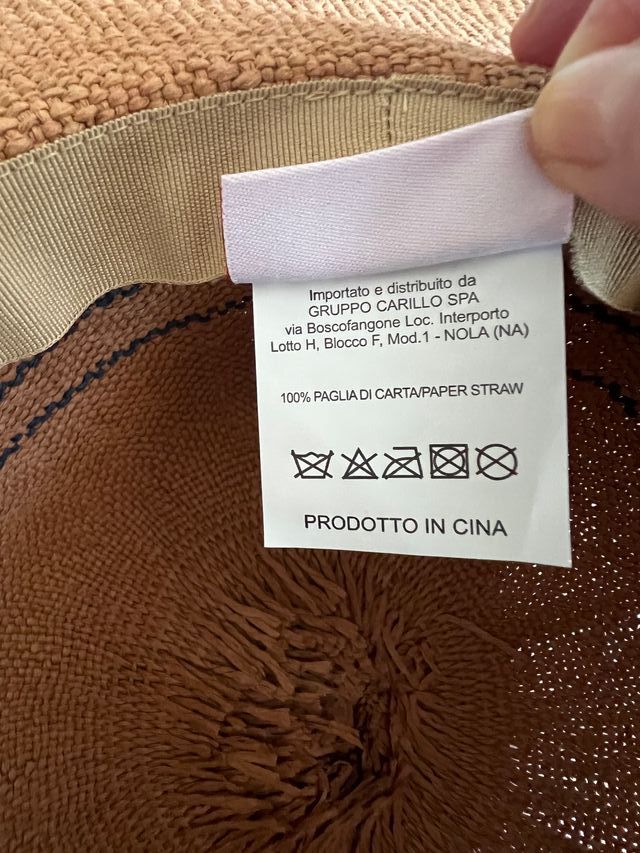 Importato e distribuito da
GRUPPO CARILLO SPA
via Boscofangone Loc. Interporto
Lotto H, Blocco F, Mod.1 - NOLA (NA)
100% PAGLIA DI CARTA/PAPER STRAW
PRODOTTO IN CINA